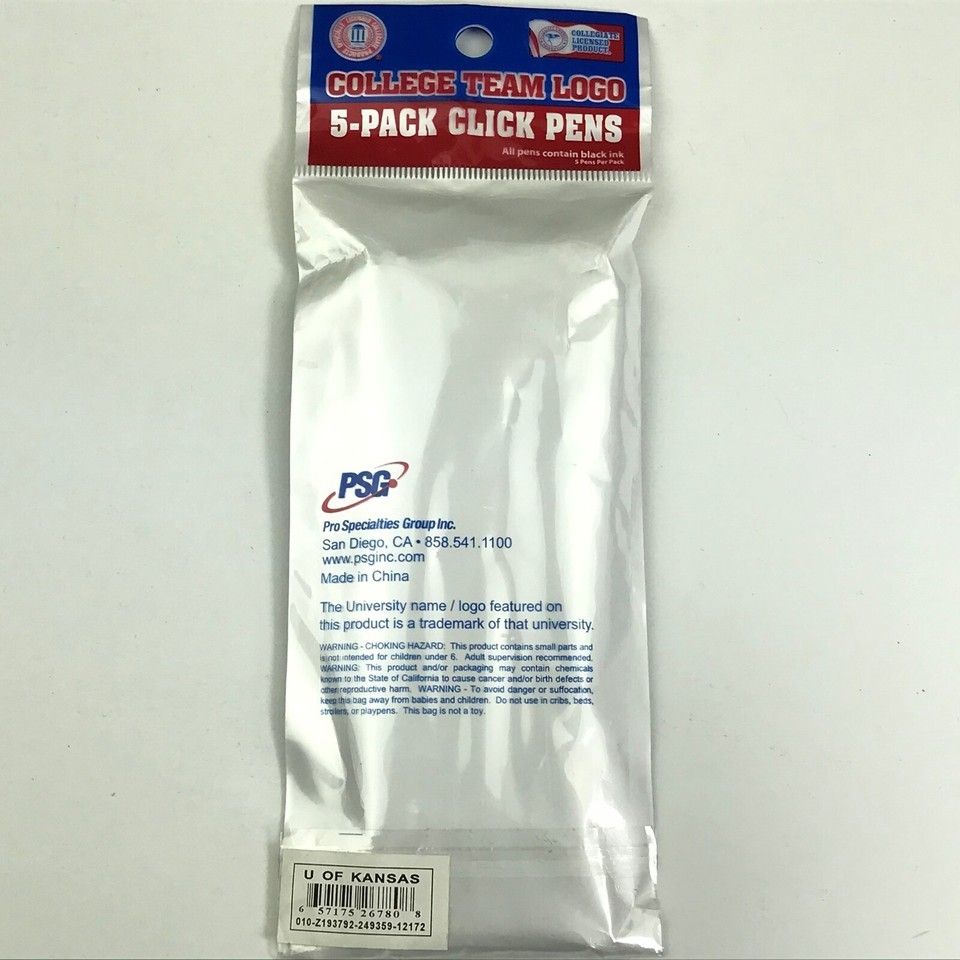 OFFICIALLY LICENSED COLLEGIATE PRODUCTS
COLLEGIATE
LICENSED
PRODUCT
COLLEGE TEAM LOGO
5-PACK CLICK PENS
All pens contain black ink
5 Pens Per Pack
PSG
Pro Specialties Group Inc.
San Diego, CA • 858.541.1100
www.psginc.com
Made in China
The University name / logo featured on
this product is a trademark of that university.
WARNING - CHOKING HAZARD: This product contains small parts and
is not intended for children under 6. Adult supervision recommended.
WARNING: This product and/or packaging may contain chemicals
known to the State of California to cause cancer and/or birth defects or
other reproductive harm. WARNING - To avoid danger or suffocation,
keep this bag away from babies and children. Do not use in cribs, beds,
strollers, or playpens. This bag is not a toy.
U OF KANSAS
6 57175 26780 8
010-Z193792-249359-12172